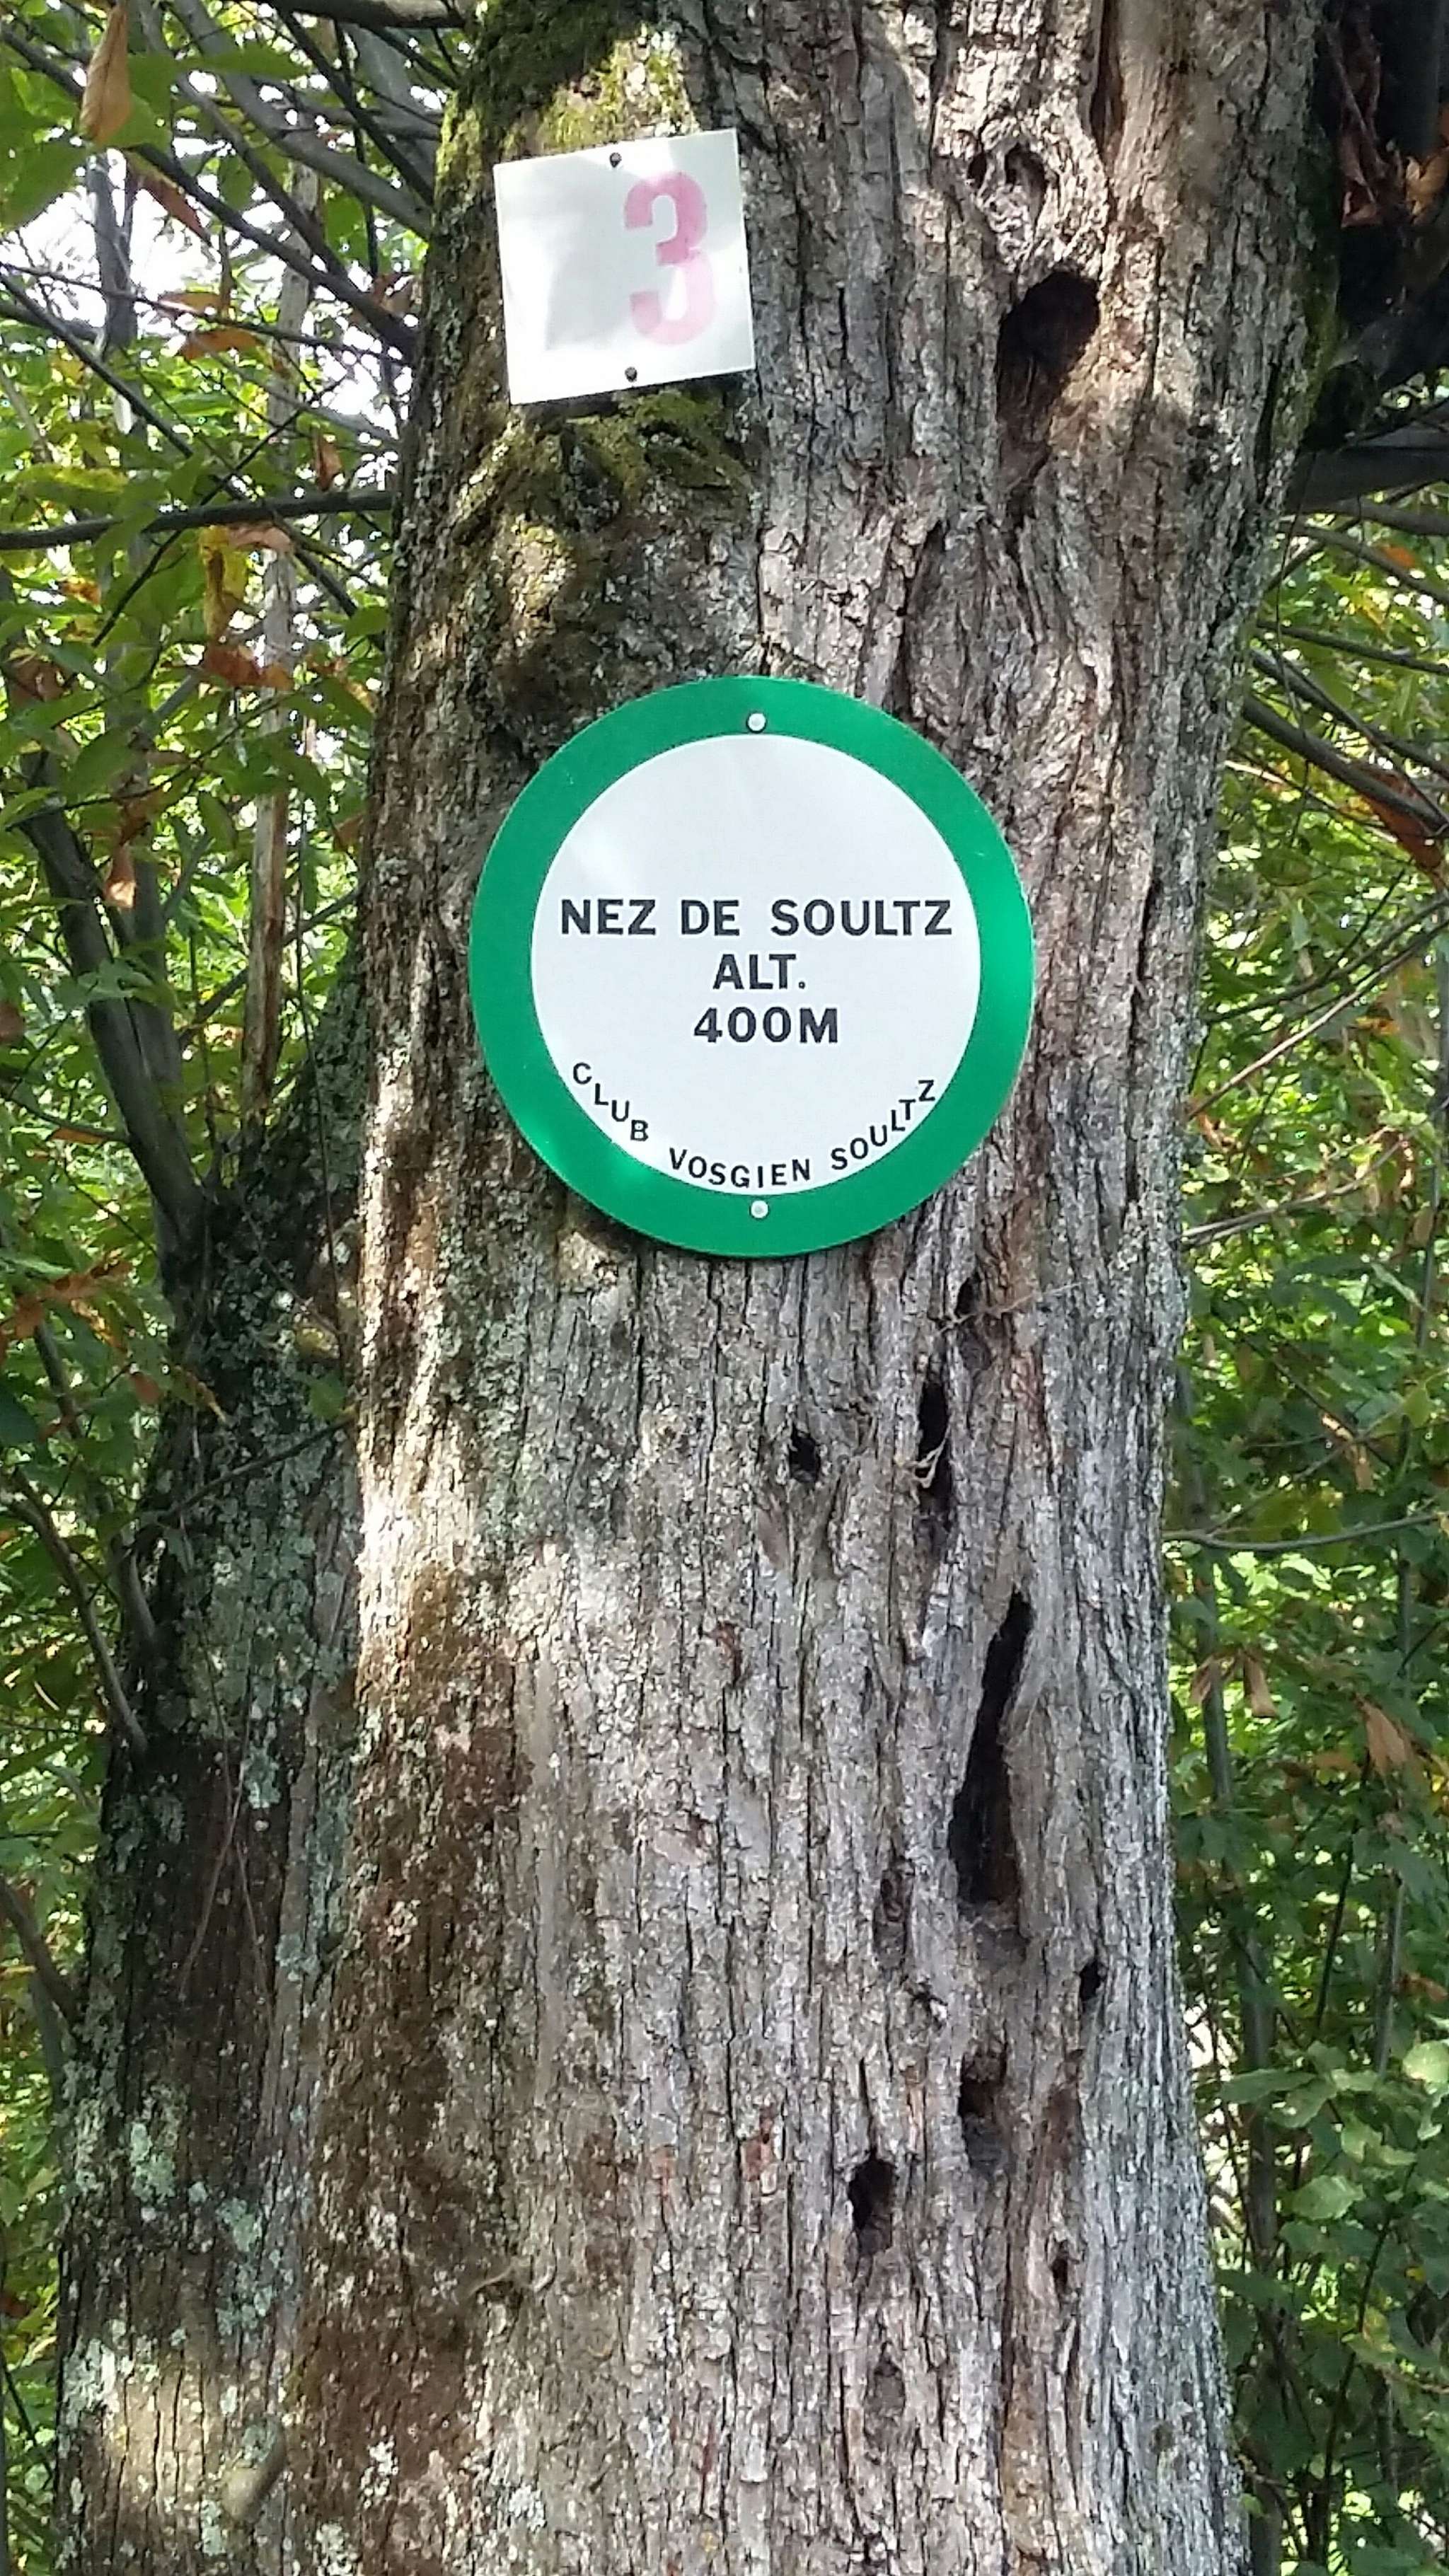 3
NEZ DE SOULTZ
ALT.
400M
CLUB VOSGIEN SOULTZ